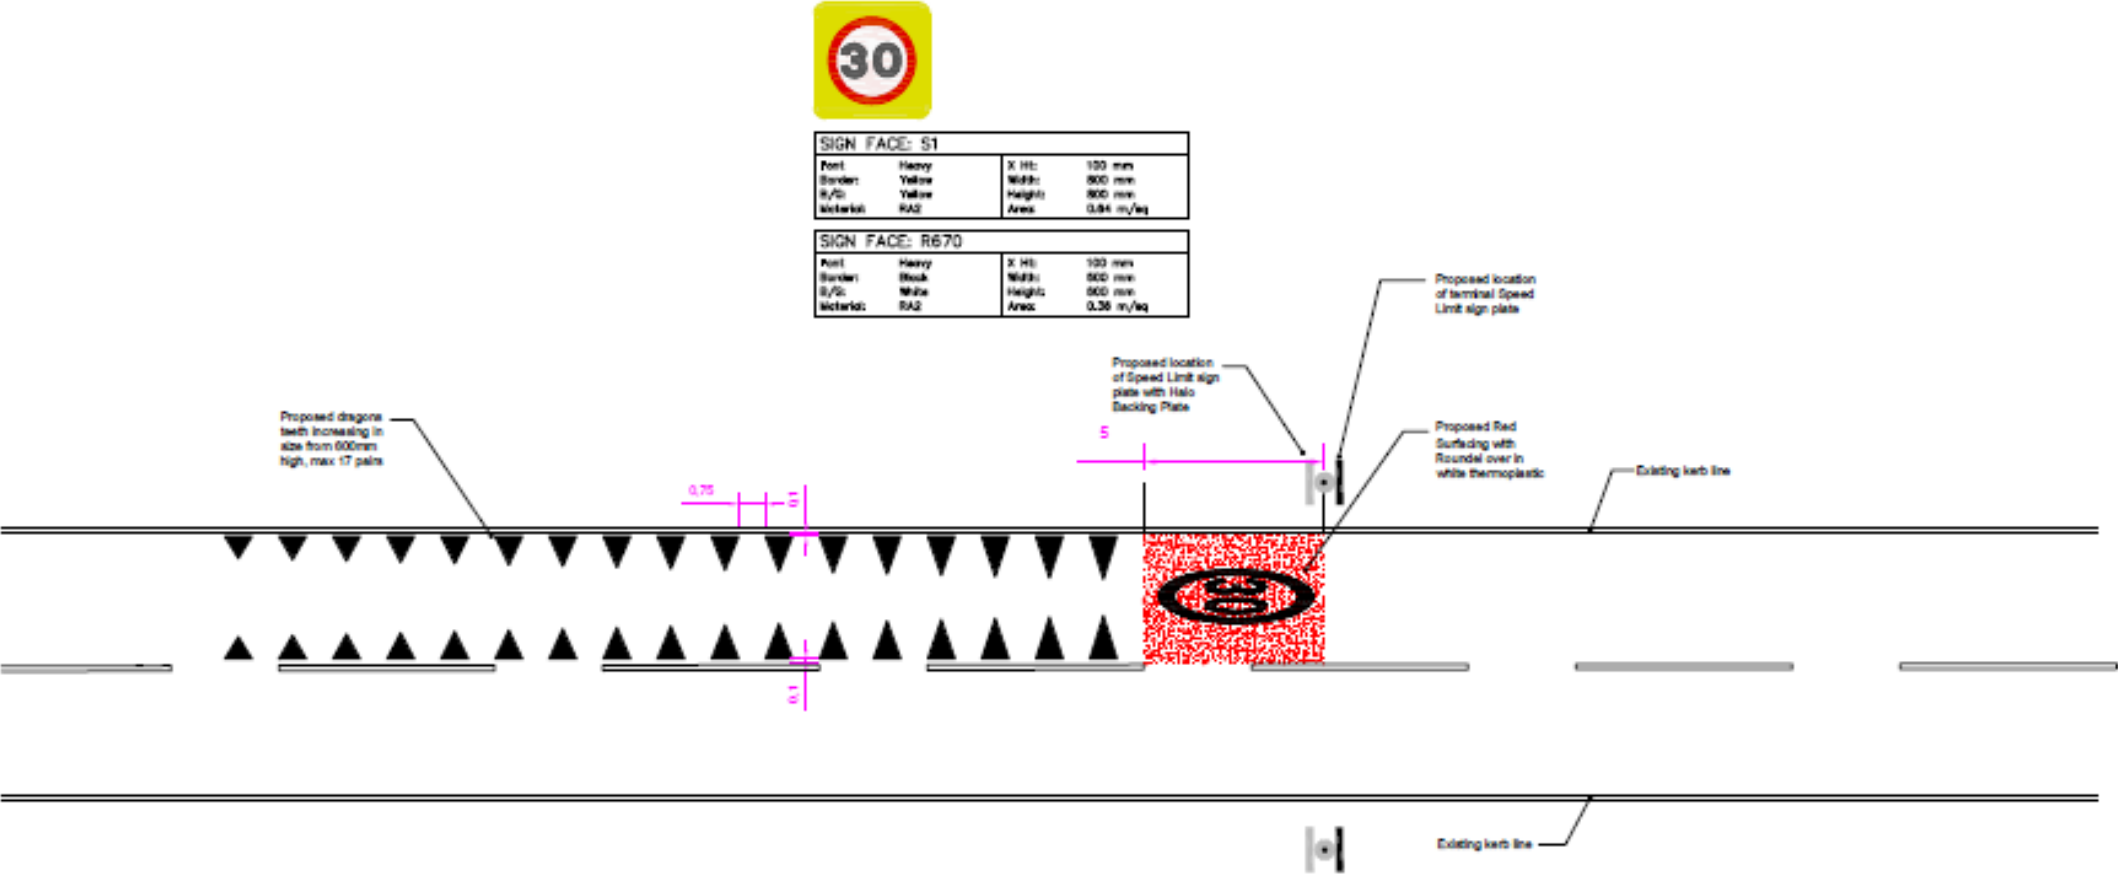 30
SIGN FACE: S1
Font: Heavy X Ht: 100 mm
Border: Yellow Width: 800 mm
B/G: Yellow Height: 800 mm
Material: RA2 Area: 0.64 m/sq
SIGN FACE: R670
Font: Heavy X Ht: 100 mm
Border: Black Width: 600 mm
B/G: White Height: 600 mm
Material: RA2 Area: 0.36 m/sq
Proposed location
of terminal Speed
Limit sign plate
Proposed location
of Speed Limit sign
plate with Halo
Backing Plate
Proposed dragons
teeth increasing in
size from 600mm
high, max 17 pairs
Proposed Red
Surfacing with
Roundel over in
white thermoplastic
Existing kerb line
5
0,75
0,1
30
0,1
Existing kerb line